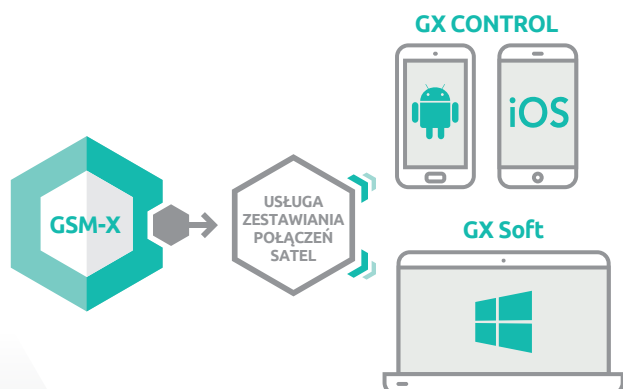 GX CONTROL
iOS
GSM-X
USŁUGA
ZESTAWIANIA
POŁĄCZEŃ
SATEL
GX Soft